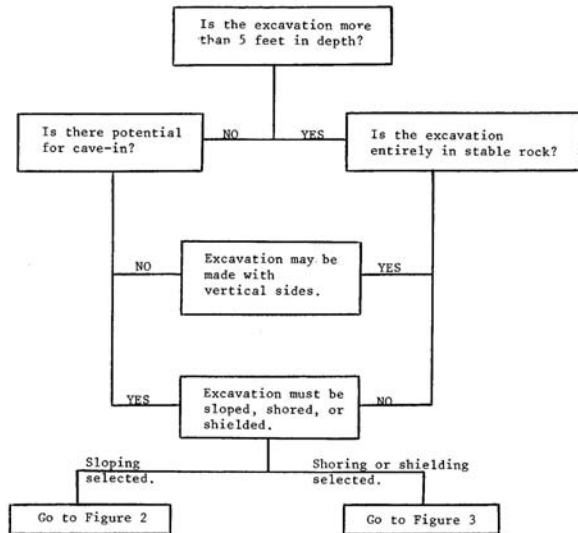 Is the excavation more
than 5 feet in depth?
Is there potential
for cave-in?
NO
YES
Is the excavation
entirely in stable rock?
NO
Excavation may be
made with
vertical sides.
YES
YES
Excavation must be
sloped, shored, or
shielded.
NO
Sloping
selected.
Shoring or shielding
selected.
Go to Figure 2
Go to Figure 3